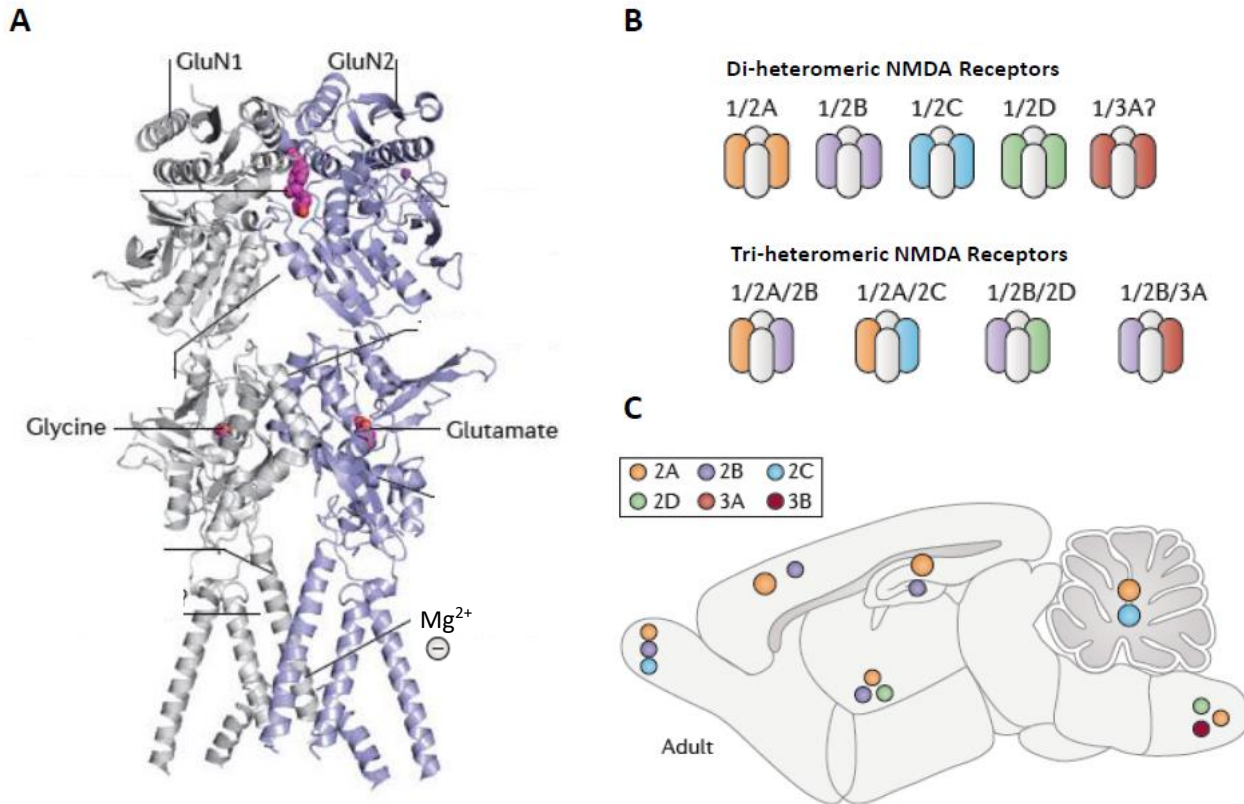 A
GluN1 GluN2
Glycine Glutamate
?
Mg2+
−
B
Di-heteromeric NMDA Receptors
1/2A 1/2B 1/2C 1/2D 1/3A?
Tri-heteromeric NMDA Receptors
1/2A/2B 1/2A/2C 1/2B/2D 1/2B/3A
C
2A 2B 2C
2D 3A 3B
Adult